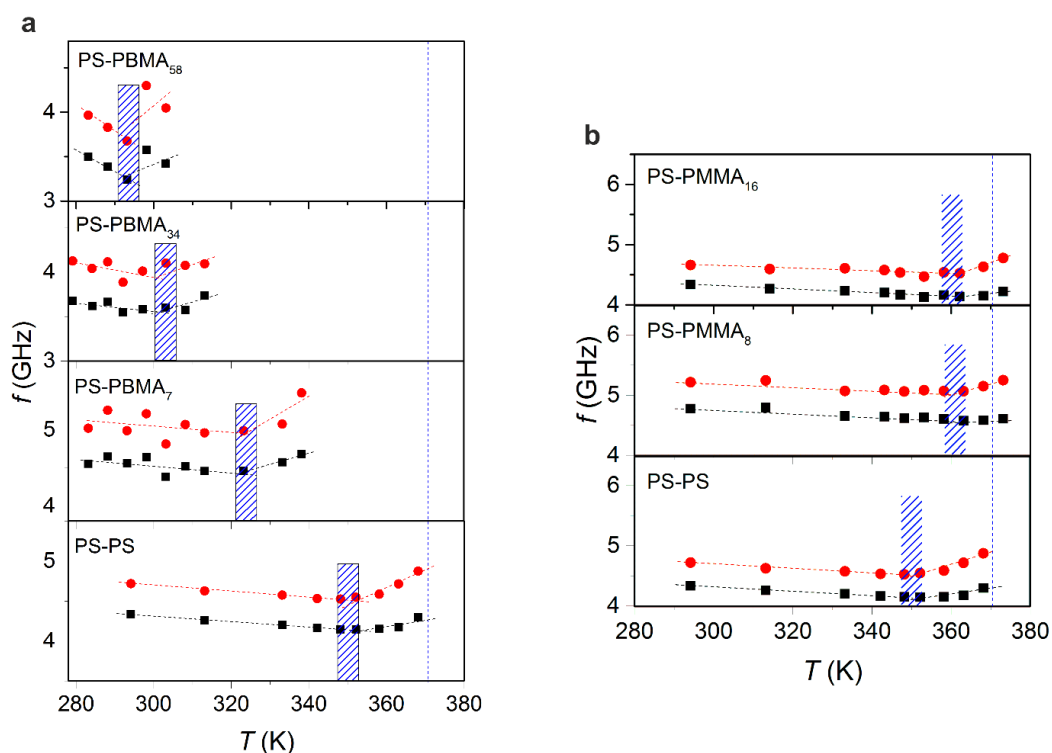 a
PS-PBMA58
4
3
PS-PBMA34
4
3
PS-PBMA7
5
4
PS-PS
5
4
280 300 320 340 360 380
T (K)
f (GHz)
b
PS-PMMA16
6
5
4
PS-PMMA8
6
5
4
PS-PS
6
5
4
280 300 320 340 360 380
T (K)
f (GHz)